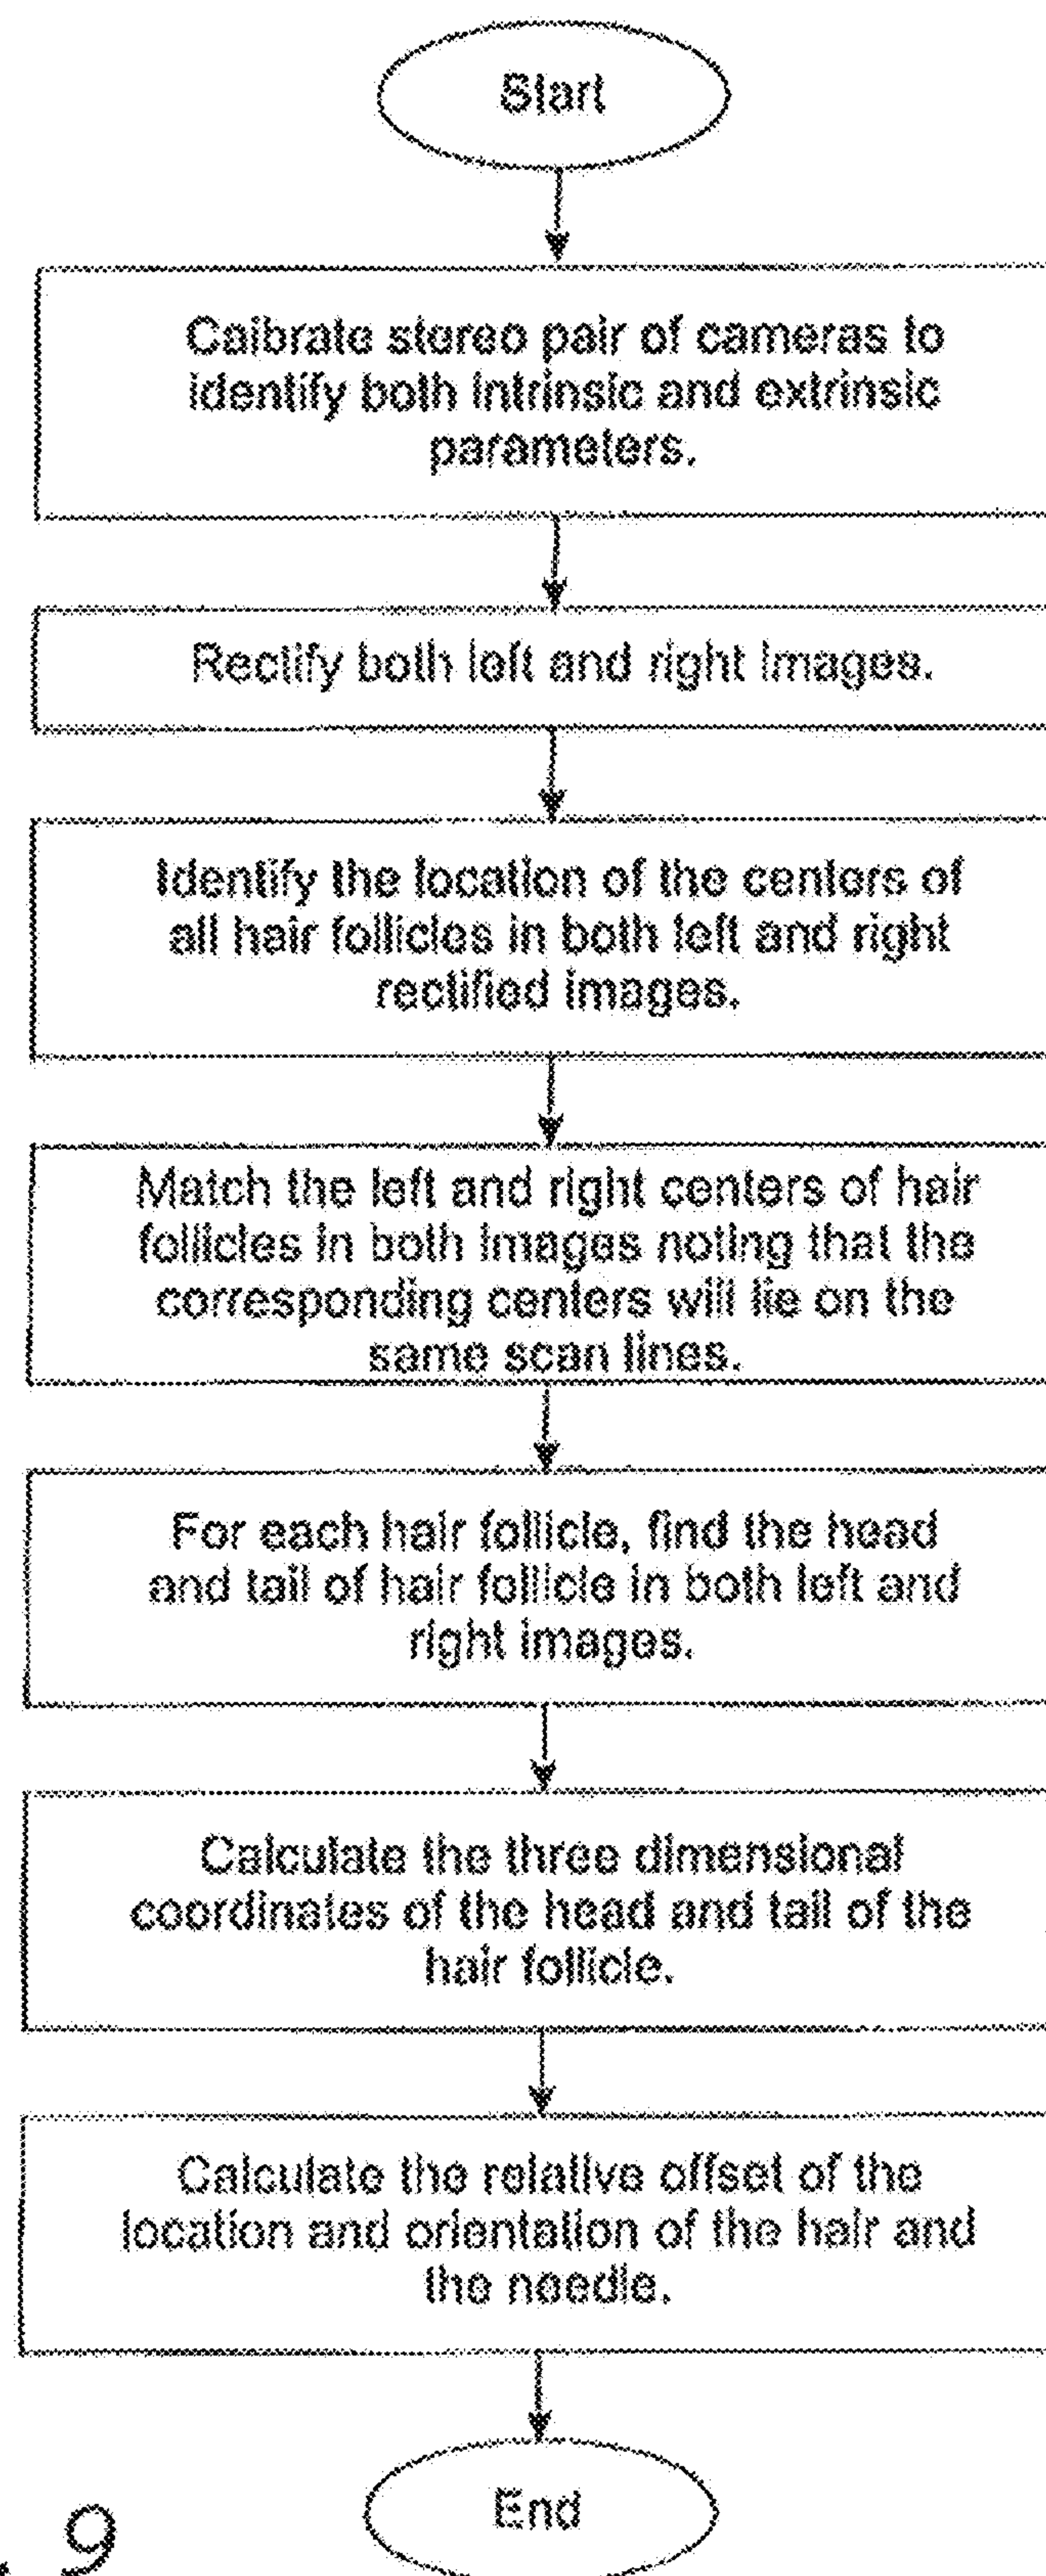 Start
Caibrate stereo pair of cameras to
identify both intrinsic and extrinsic
parameters.
Rectify both left and right images.
Identify the location of the centers of
all hair follicles in both left and right
rectified images.
Match the left and right centers of hair
follicles in both images noting that the
corresponding centers will lie on the
same scan lines.
For each hair follicle, find the head
and tail of hair follicle in both left and
right images.
Calculate the three dimensional
coordinates of the head and tail of the
hair follicle.
Calculate the relative offset of the
location and orientation of the hair and
the needle.
End
9